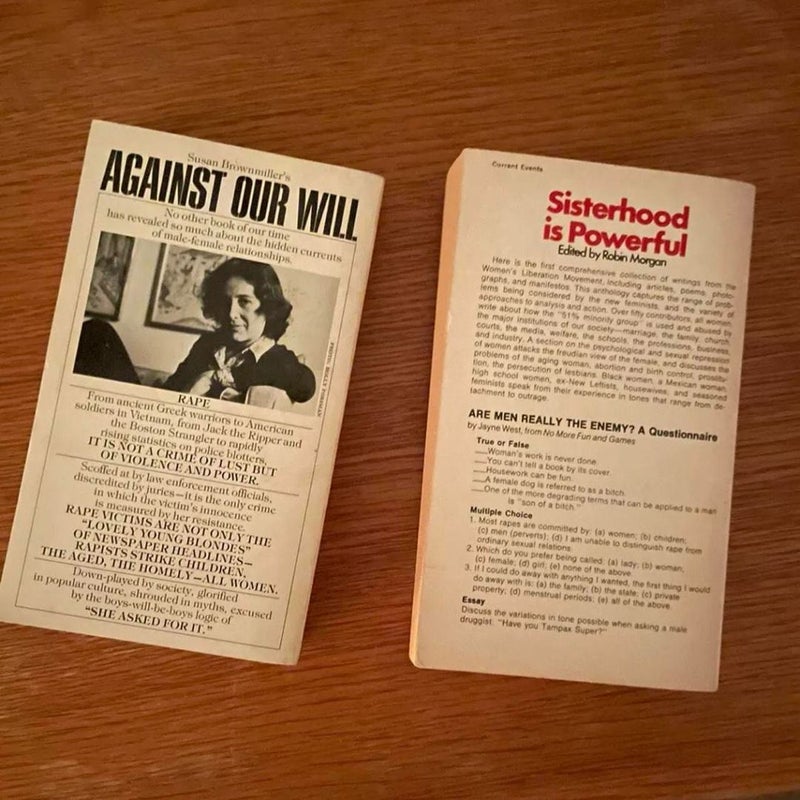 Susan Brownmiller's
AGAINST OUR WILL
No other book of our time
has revealed so much about the hidden currents
of male-female relationships.
RAPE
From ancient Greek warriors to American
soldiers in Vietnam, from Jack the Ripper and
the Boston Strangler to rapidly
rising statistics on police blotters,
IT IS NOT A CRIME OF LUST BUT
OF VIOLENCE AND POWER.
Scoffed at by law enforcement officials,
discredited by juries—it is the only crime
in which the victim's innocence
is measured by her resistance.
RAPE VICTIMS ARE NOT ONLY THE
"LOVELY YOUNG BLONDES"
OF NEWSPAPER HEADLINES—
RAPISTS STRIKE CHILDREN,
THE AGED, THE HOMELY—ALL WOMEN.
Down-played by society, glorified
in popular culture, shrouded in myths, excused
by the boys-will-be-boys logic of
"SHE ASKED FOR IT."
Current Events
Sisterhood
is Powerful
Edited by Robin Morgan
Here is the first comprehensive collection of writings from the
Women's Liberation Movement, including articles, poems, photo-
graphs, and manifestos. This anthology captures the range of prob-
lems being considered by the new feminists, and the variety of
approaches to analysis and action. Over fifty contributors, all women,
write about how the "51% minority group" is used and abused by
the major institutions of our society—marriage, the family, church,
courts, the media, welfare, the schools, the professions, business,
and industry. A section on the psychological and sexual repression
of women attacks the freudian view of the female, and discusses the
problems of the aging woman, abortion and birth control, prostitu-
tion, the persecution of lesbians. Black women, a Mexican woman,
high school women, ex-New Leftists, housewives, and seasoned
feminists speak from their experience in tones that range from de-
tachment to outrage.
ARE MEN REALLY THE ENEMY? A Questionnaire
by Jayne West, from No More Fun and Games
True or False
___Woman's work is never done.
___You can't tell a book by its cover.
___Housework can be fun.
___A female dog is referred to as a bitch.
___One of the more degrading terms that can be applied to a man
is "son of a bitch."
Multiple Choice
1. Most rapes are committed by: (a) women; (b) children;
(c) men (perverts); (d) I am unable to distinguish rape from
ordinary sexual relations.
2. Which do you prefer being called: (a) lady; (b) woman;
(c) female; (d) girl; (e) none of the above.
3. If I could do away with anything I wanted, the first thing I would
do away with is: (a) the family; (b) the state; (c) private
property; (d) menstrual periods; (e) all of the above.
Essay
Discuss the variations in tone possible when asking a male
druggist: "Have you Tampax Super?"